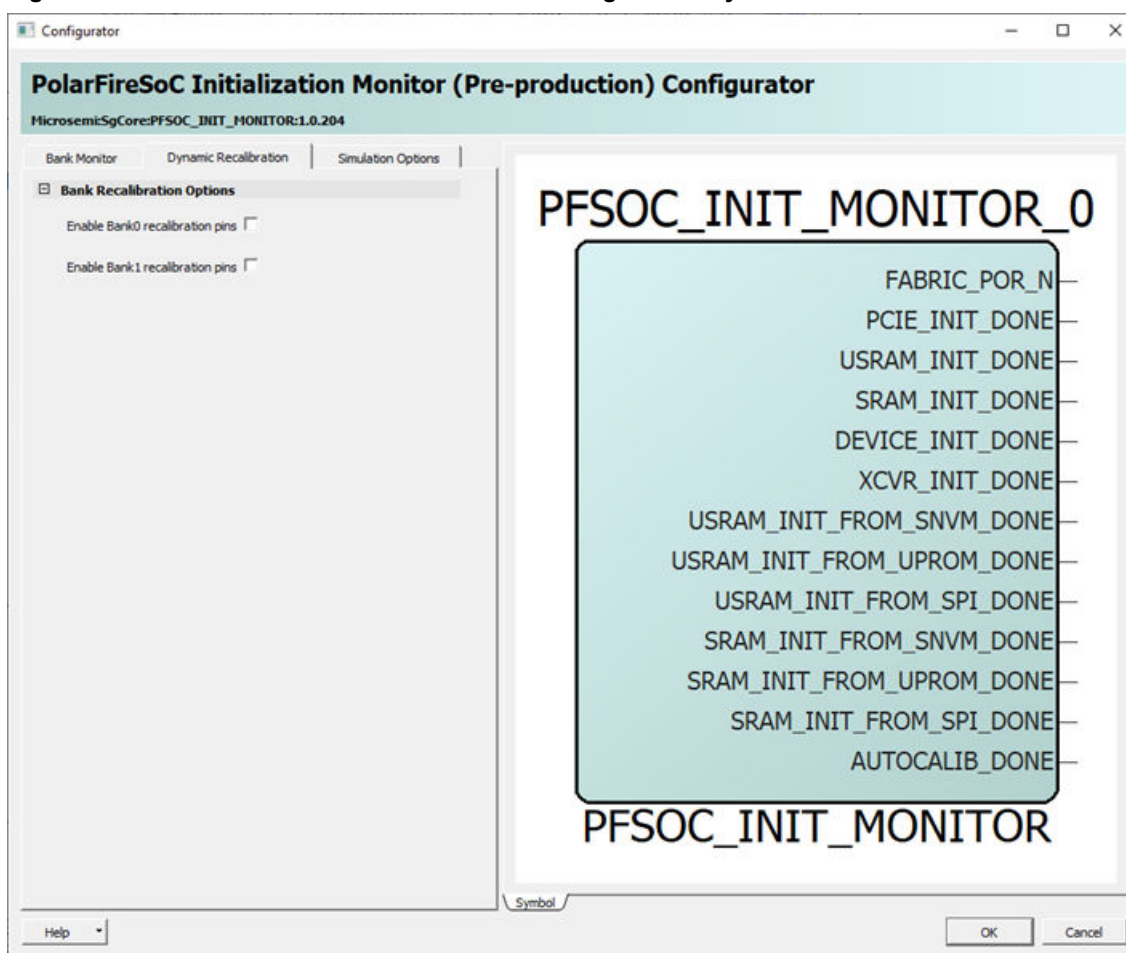 Configurator
PolarFireSoC Initialization Monitor (Pre-production) Configurator
Microsemi:SgCore:PFSOC_INIT_MONITOR:1.0.204
Bank Monitor Dynamic Recalibration Simulation Options
Bank Recalibration Options
Enable Bank0 recalibration pins
Enable Bank1 recalibration pins
PFSOC_INIT_MONITOR_0
FABRIC_POR_N
PCIE_INIT_DONE
USRAM_INIT_DONE
SRAM_INIT_DONE
DEVICE_INIT_DONE
XCVR_INIT_DONE
USRAM_INIT_FROM_SNVM_DONE
USRAM_INIT_FROM_UPROM_DONE
USRAM_INIT_FROM_SPI_DONE
SRAM_INIT_FROM_SNVM_DONE
SRAM_INIT_FROM_UPROM_DONE
SRAM_INIT_FROM_SPI_DONE
AUTOCALIB_DONE
PFSOC_INIT_MONITOR
Symbol
Help OK Cancel